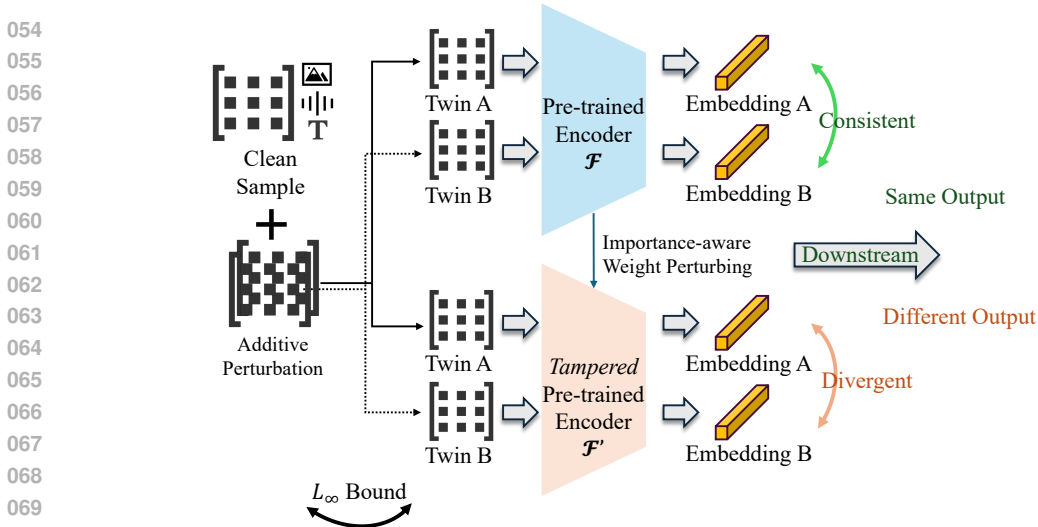 054
055
056
057
058
059
060
061
062
063
064
065
066
067
068
069
T
Clean
Sample
+
Additive
Perturbation
L∞ Bound
Twin A
Twin B
Pre-trained
Encoder
𝓕
Embedding A
Embedding B
Consistent
Importance-aware
Weight Perturbing
Same Output
Downstream
Different Output
Twin A
Twin B
Tampered
Pre-trained
Encoder
𝓕'
Embedding A
Embedding B
Divergent